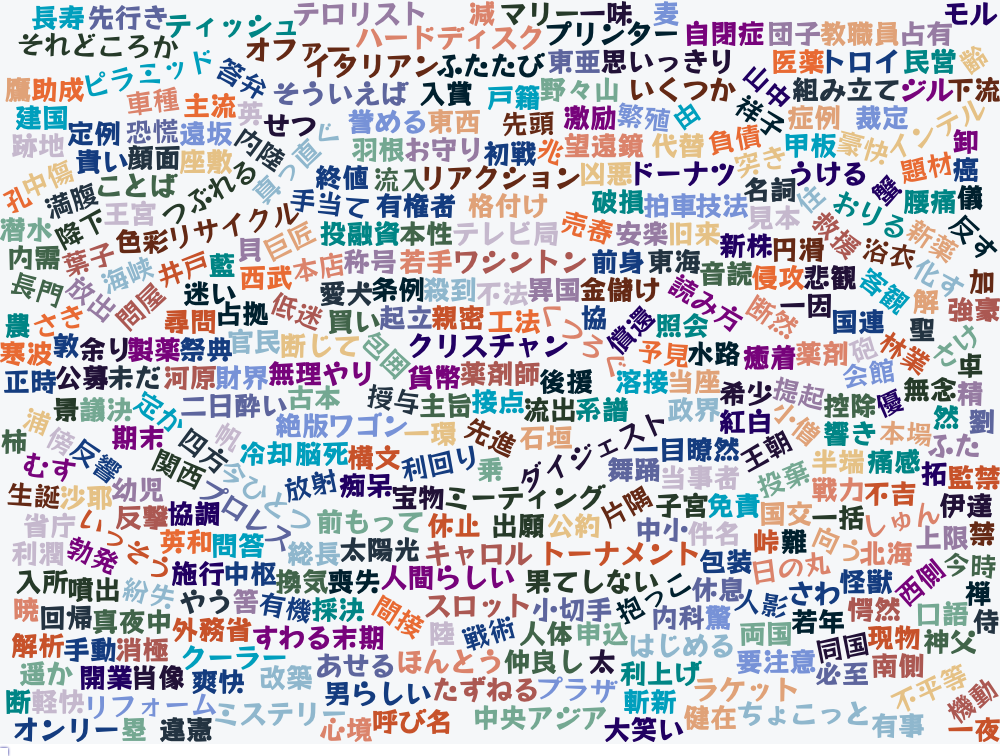 長寿 先行き ティッシュ テロリスト 減 マリー 一味 麦 モル
それどころか オファー ハードディスク プリンター 自閉症 団子 教職員 占有
鷹 助成 ピラミッド 答弁 イタリアン ふたたび 東亜 思いっきり 山中 医薬 トロイ 民営 齢
車種 主流 英 そういえば 入賞 戸籍 野々山 いくつか 祥子 組み立て ジル 下流
建国 定例 恐慌 遠坂 内陸 せつ 誉める 東西 先頭 激励 繁殖 由 症例 裁定 インテル
跡地 貴い 顔面 座敷 真っ直ぐ 羽根 お守り 初戦 兆 望遠鏡 代替 負債 甲板 豪快 卸
孔 中傷 満腹 ことば つぶれる 終値 流入 リアクション 凶悪 ドーナツ 突き うける 蟹 題材 癌
潜水 降下 王宮 手当て 有権者 格付け 破損 拍車 技法 名詞 住 おりる 腰痛 儀
色彩 リサイクル 売春 見本 救援 新薬 反す
内需 葉子 貝 巨匠 投融資 本性 テレビ局 安楽 旧来 新株 円滑 浴衣
長門 放出 海峡 井戸 藍 西武 本店 称号 若手 ワシントン 前身 東海 音読 侵攻 悲観 客観 化す 加
問屋 迷い 低迷 愛犬 条例 殺到 不法 異国 金儲け 読み方 断然 一因 解 強豪
農 さき 尋問 占拠 買い 起立 親密 工法 くつろぐ 協 償還 照会 国連 聖 たけ
寒波 敦 余り 製薬 祭典 官民 断じて 包囲 クリスチャン 予見 水路 癒着 薬剤 砲 林業 卓
正時 公募 未だ 河原 財界 無理やり 貨幣 薬剤師 後援 溶接 当座 希少 提起 会館 無念 精
景 議決 定か 二日酔い 古本 授与 主旨 接点 流出 系譜 政界 紅白 小僧 控除 優 然 劉
柿 浦 傍 反響 期末 四方 帆 絶版 ワゴン 一環 先進 石垣 ダイジェスト 一目瞭然 王朝 響き 本場 ふた
むす 関西 今ひとつ 冷却 脳死 構文 利回り 乗 舞踊 当事者 投棄 半端 痛感 拓 監禁
生誕 沙耶 幼児 プロレス 放射 痴呆 宝物 ミーティング 片隅 子宮 免責 戦力 不吉 伊達
省庁 いっそう 反撃 協調 前もって 休止 出願 公約 中小 件名 国文 一括 しゅん 上限 禁
利潤 勃発 英和 問答 総長 太陽光 キャロル トーナメント 包装 峠 難 向う 北海 今時
入所 噴出 紛失 施行 中枢 換気 喪失 人間らしい 果てしない 抱っこ 休息 日の丸 さわ 怪獣 西側 禅
暁 回帰 真夜中 やう 筈 有機 採決 間接 スロット 小切手 内科 驚 人影 若年 愕然 口語 侍
解析 手動 消極 外務省 すわる 末期 陸 戦術 人体 申込 はじめる 両国 同国 現物 神父
遥か 開業 肖像 クーラー 爽快 改築 あせる ほんとう 仲良し 太 利上げ 要注意 必至 南側
断 軽快 リフォーム 男らしい たずねる プラザ 斬新 ラケット 不平等 機動
オンリー 塁 違憲 ミステリー 心境 呼び名 中央アジア 大笑い 健在 ちょこっと 有事 一夜